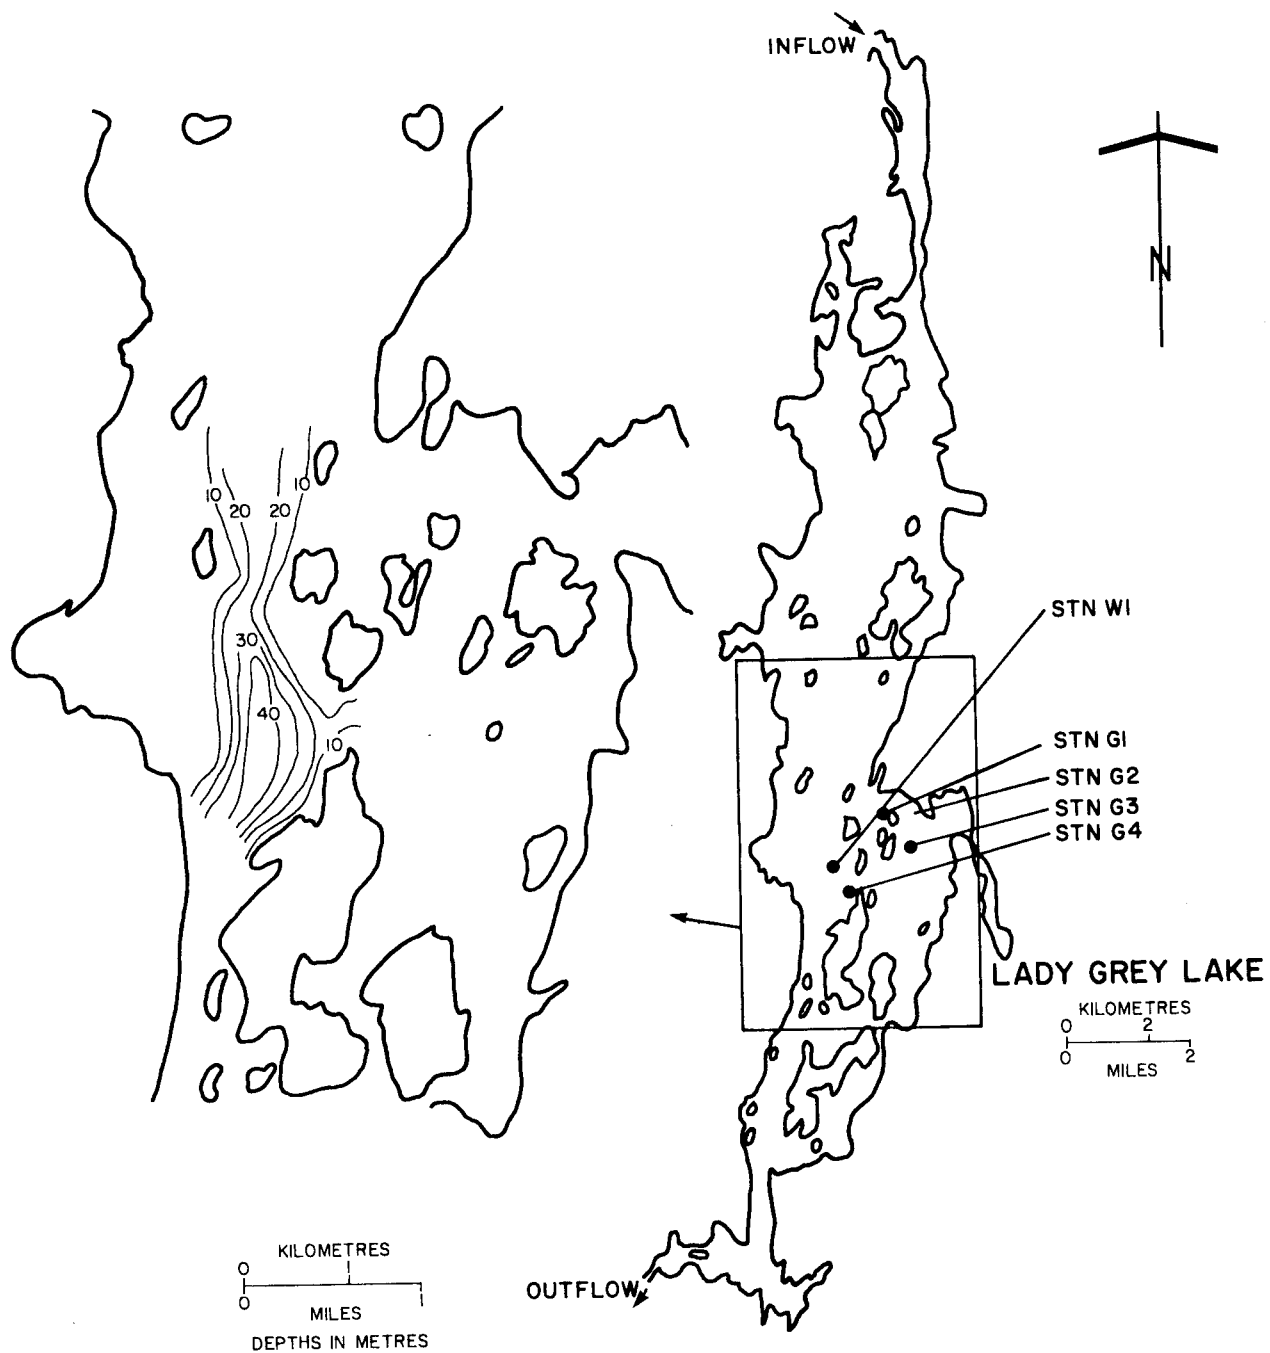 INFLOW
N
10
20
20
10
30
40
10
STN W1
STN G1
STN G2
STN G3
STN G4
LADY GREY LAKE
KILOMETRES
0 2
0 2
MILES
OUTFLOW
KILOMETRES
0 1
0 1
MILES
DEPTHS IN METRES